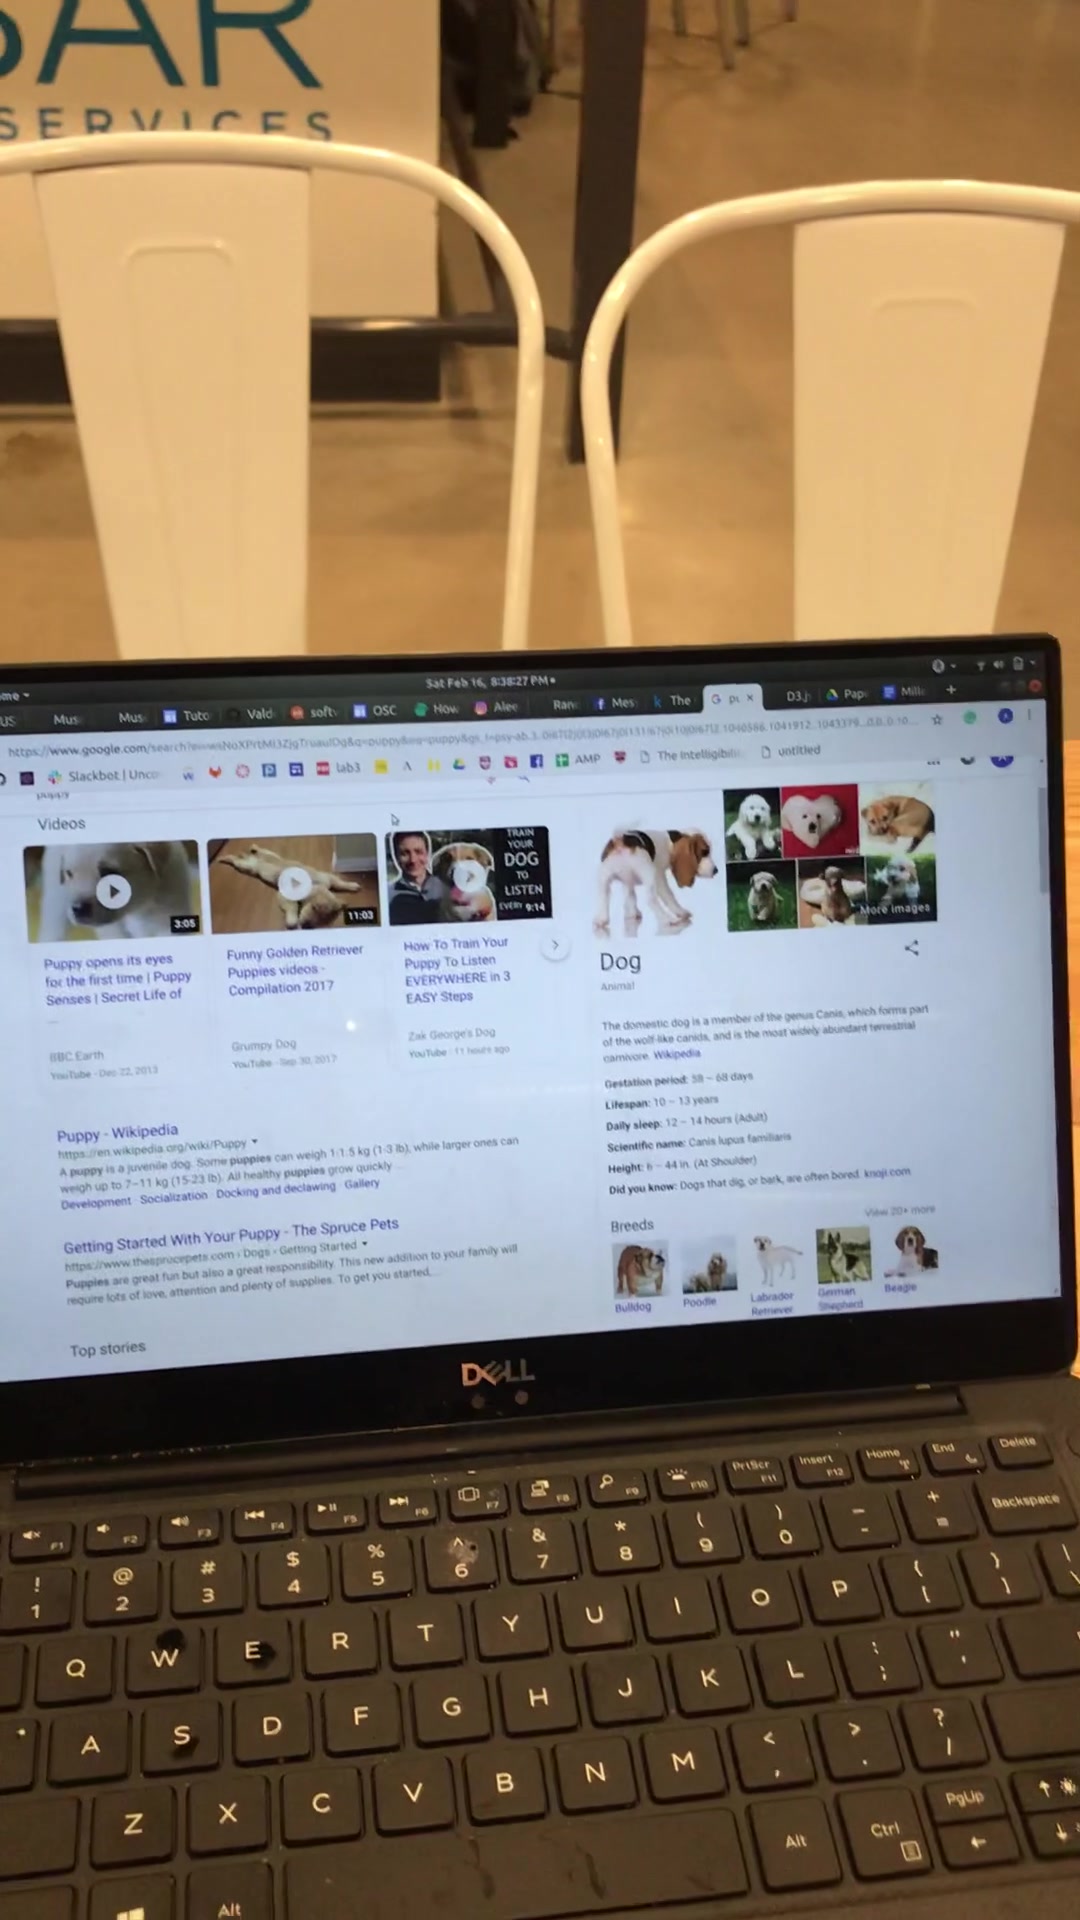 BAR
SERVICES
Sat Feb 16, 8:38:27 PM
Mus
Mus
Tuto
Vald
soft
OSC
How
Alee
Ran
Mes
The
G pu ×
D3.j
Pap
Mill
+
Slackbot | Unco
lab3
AMP
The Intelligibili
untitled
puppy
Videos
3:05
11:03
TRAIN
YOUR
DOG
TO
LISTEN
EVERY 9:14
Puppy opens its eyes
for the first time | Puppy
Senses | Secret Life of
...
BBC Earth
YouTube - Dec 22, 2013
Funny Golden Retriever
Puppies videos -
Compilation 2017
Grumpy Dog
YouTube - Sep 30, 2017
How To Train Your
Puppy To Listen
EVERYWHERE in 3
EASY Steps
Zak George's Dog
YouTube - 11 hours ago
Puppy - Wikipedia
https://en.wikipedia.org/wiki/Puppy
A puppy is a juvenile dog. Some puppies can weigh 1-1.5 kg (1-3 lb), while larger ones can
weigh up to 7-11 kg (15-23 lb). All healthy puppies grow quickly
Development · Socialization · Docking and declawing · Gallery
Getting Started With Your Puppy - The Spruce Pets
https://www.thesprucepets.com › Dogs › Getting Started
Puppies are great fun but also a great responsibility. This new addition to your family will
require lots of love, attention and plenty of supplies. To get you started,...
Top stories
More images
Dog
Animal
The domestic dog is a member of the genus Canis, which forms part
of the wolf-like canids, and is the most widely abundant terrestrial
carnivore. Wikipedia
Gestation period: 58 – 68 days
Lifespan: 10 – 13 years
Daily sleep: 12 – 14 hours (Adult)
Scientific name: Canis lupus familiaris
Height: 6 – 44 in. (At Shoulder)
Did you know: Dogs that dig, or bark, are often bored. knoji.com
Breeds
View 20+ more
Bulldog
Poodle
Labrador
Retriever
German
Shepherd
Beagle
DELL
F1 F2 F3 F4 F5 F6 F7 F8 F9 F10 PrtScr F11 Insert F12 Home End Delete
! 1 @ 2 # 3 $ 4 % 5 ^ 6 & 7 * 8 ( 9 ) 0 - + = Backspace
Q W E R T Y U I O P { [ } ]
A S D F G H J K L : ; " '
Z X C V B N M < , > . ? /
Alt Alt Ctrl PgUp